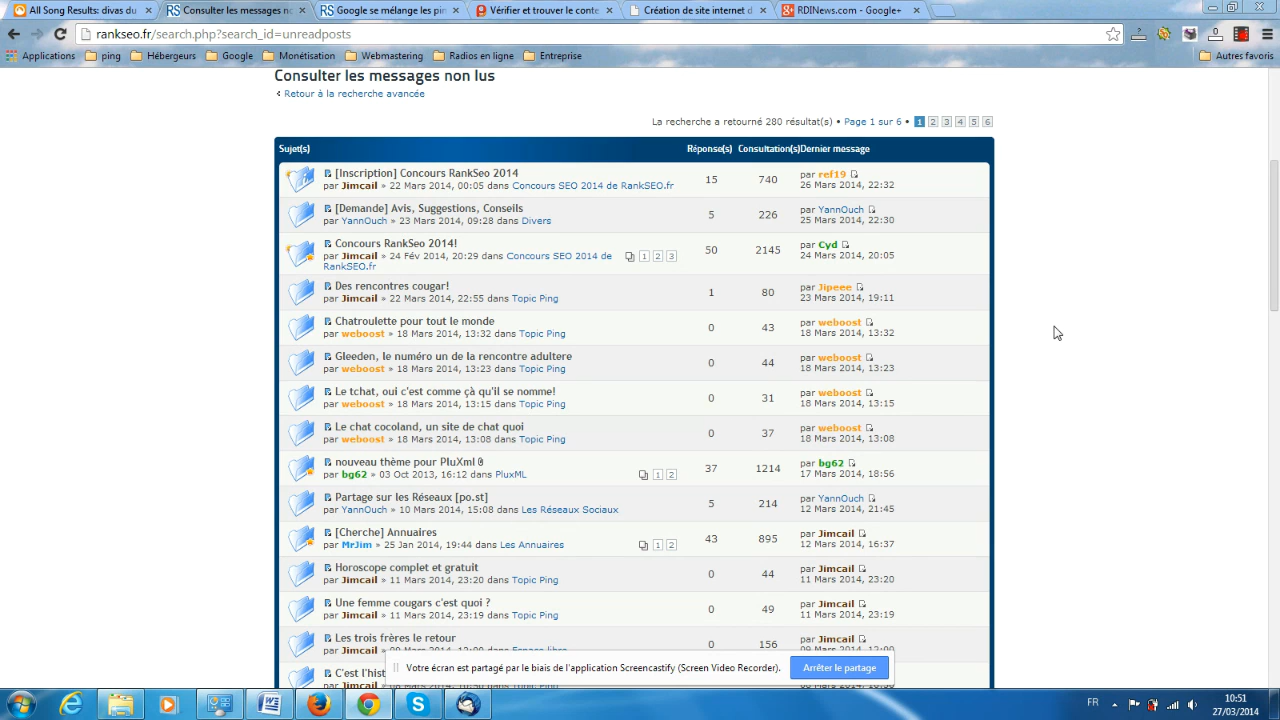 All Song Results: divas du
Consulter les messages no
Google se mélange les pin
Vérifier et trouver le conte
Création de site internet d
RDINews.com - Google+
rankseo.fr/search.php?search_id=unreadposts
Applications ping Hébergeurs Google Monétisation Webmastering Radios en ligne Entreprise Autres favoris
Consulter les messages non lus
Retour à la recherche avancée
La recherche a retourné 280 résultat(s) • Page 1 sur 6 • 1 2 3 4 5 6
Sujet(s) Réponse(s) Consultation(s) Dernier message
[Inscription] Concours RankSeo 2014
par Jimcail » 22 Mars 2014, 00:05 dans Concours SEO 2014 de RankSEO.fr
15 740 par ref19
26 Mars 2014, 22:32
[Demande] Avis, Suggestions, Conseils
par YannOuch » 23 Mars 2014, 09:28 dans Divers
5 226 par YannOuch
25 Mars 2014, 22:30
Concours RankSeo 2014!
par Jimcail » 24 Fév 2014, 20:29 dans Concours SEO 2014 de
RankSEO.fr
1 2 3
50 2145 par Cyd
24 Mars 2014, 20:05
Des rencontres cougar!
par Jimcail » 22 Mars 2014, 22:55 dans Topic Ping
1 80 par Jipeee
23 Mars 2014, 19:11
Chatroulette pour tout le monde
par weboost » 18 Mars 2014, 13:32 dans Topic Ping
0 43 par weboost
18 Mars 2014, 13:32
Gleeden, le numéro un de la rencontre adultere
par weboost » 18 Mars 2014, 13:23 dans Topic Ping
0 44 par weboost
18 Mars 2014, 13:23
Le tchat, oui c'est comme çà qu'il se nomme!
par weboost » 18 Mars 2014, 13:15 dans Topic Ping
0 31 par weboost
18 Mars 2014, 13:15
Le chat cocoland, un site de chat quoi
par weboost » 18 Mars 2014, 13:08 dans Topic Ping
0 37 par weboost
18 Mars 2014, 13:08
nouveau thème pour PluXml
par bg62 » 03 Oct 2013, 16:12 dans PluxML
1 2
37 1214 par bg62
17 Mars 2014, 18:56
Partage sur les Réseaux [po.st]
par YannOuch » 10 Mars 2014, 15:08 dans Les Réseaux Sociaux
5 214 par YannOuch
12 Mars 2014, 21:45
[Cherche] Annuaires
par MrJim » 25 Jan 2014, 19:44 dans Les Annuaires
1 2
43 895 par Jimcail
12 Mars 2014, 16:37
Horoscope complet et gratuit
par Jimcail » 11 Mars 2014, 23:20 dans Topic Ping
0 44 par Jimcail
11 Mars 2014, 23:20
Une femme cougars c'est quoi ?
par Jimcail » 11 Mars 2014, 23:19 dans Topic Ping
0 49 par Jimcail
11 Mars 2014, 23:19
Les trois frères le retour
par Jimcail
0 156 par Jimcail
C'est l'hist
par Jimcail
Votre écran est partagé par le biais de l'application Screencastify (Screen Video Recorder). Arrêter le partage
FR 10:51
27/03/2014